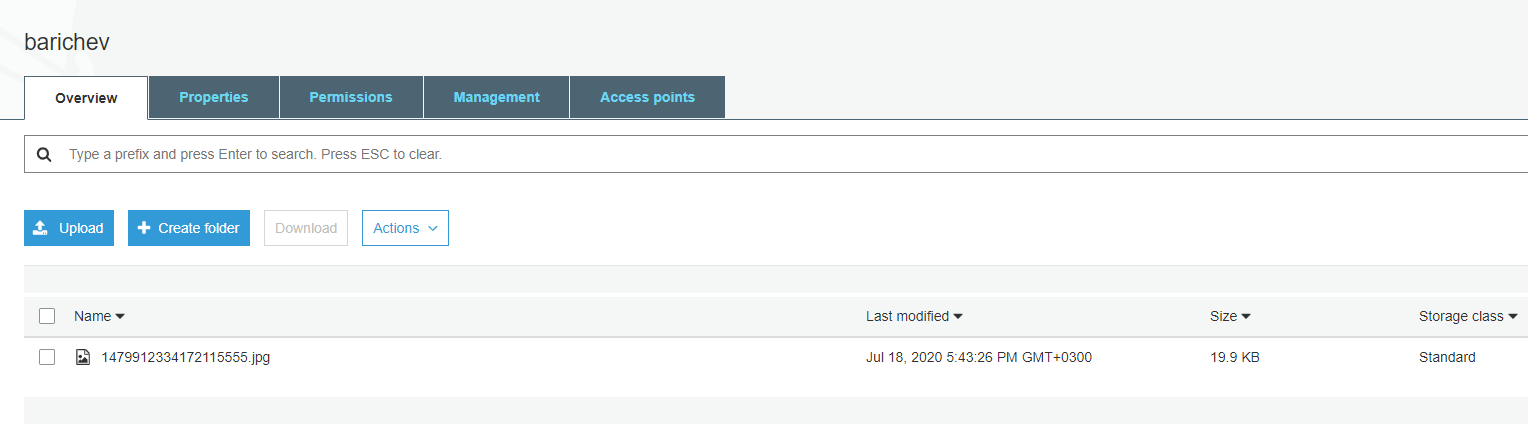 barichev
Overview Properties Permissions Management Access points
Type a prefix and press Enter to search. Press ESC to clear.
Upload Create folder Download Actions
Name Last modified Size Storage class
1479912334172115555.jpg Jul 18, 2020 5:43:26 PM GMT+0300 19.9 KB Standard